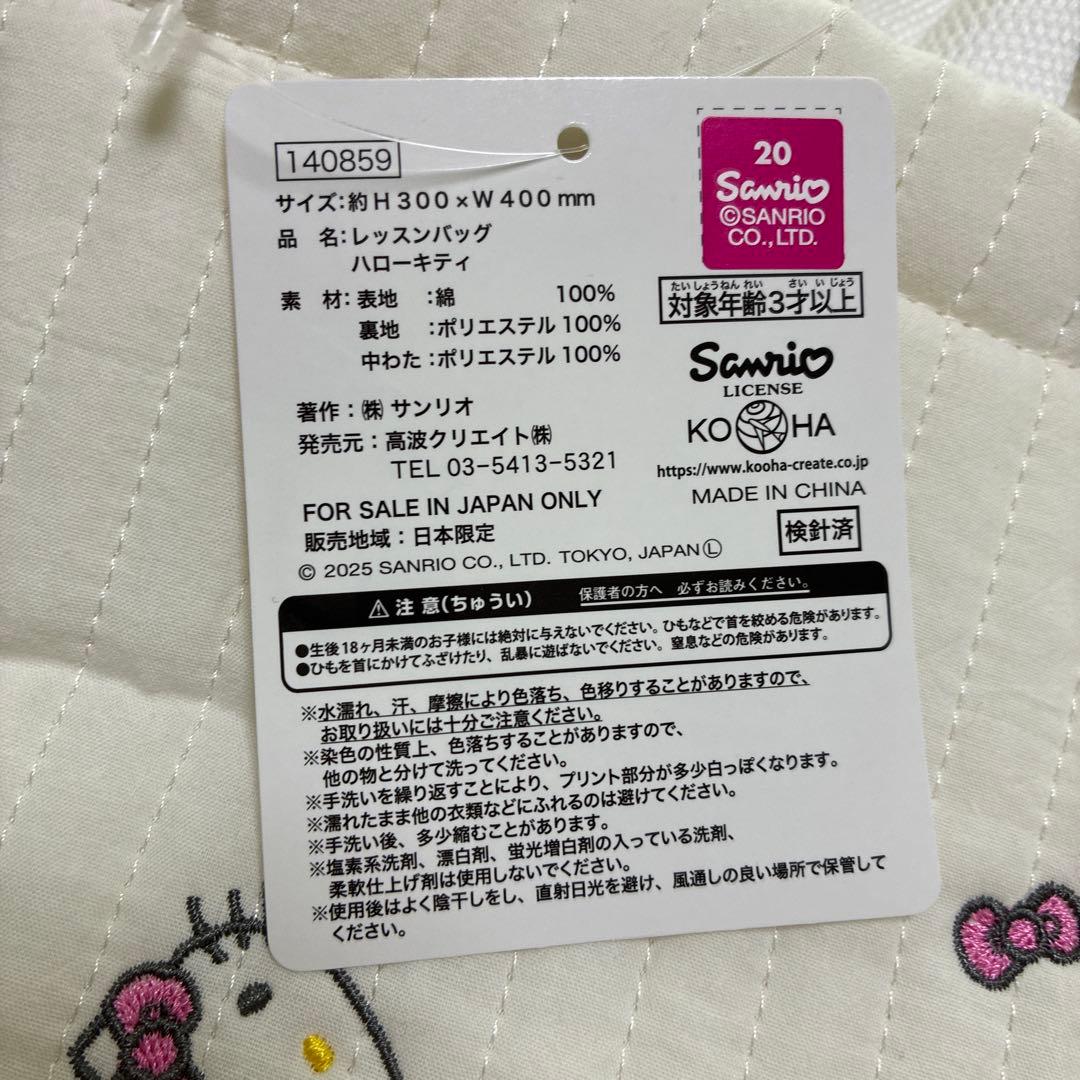 140859
サイズ：約H300×W400mm
品　名：レッスンバッグ
ハローキティ
素　材：表地　：綿　100%
裏地　：ポリエステル 100%
中わた：ポリエステル 100%
著作：㈱ サンリオ
発売元：高波クリエイト㈱
TEL 03-5413-5321
FOR SALE IN JAPAN ONLY
販売地域：日本限定
© 2025 SANRIO CO., LTD. TOKYO, JAPAN Ⓛ
20
Sanrio
©SANRIO
CO.,LTD.
たいしょうねんれい　さいいじょう
対象年齢3才以上
Sanrio
LICENSE
KOOHA
https://www.kooha-create.co.jp
MADE IN CHINA
検針済
⚠注意(ちゅうい)　保護者の方へ　必ずお読みください。
●生後18ヶ月未満のお子様には絶対に与えないでください。ひもなどで首を絞める危険があります。
●ひもを首にかけてふざけたり、乱暴に遊ばないでください。窒息などの危険があります。
※水濡れ、汗、摩擦により色落ち、色移りすることがありますので、
お取り扱いには十分ご注意ください。
※染色の性質上、色落ちすることがありますので、
他の物と分けて洗ってください。
※手洗いを繰り返すことにより、プリント部分が多少白っぽくなります。
※濡れたまま他の衣類などにふれるのは避けてください。
※手洗い後、多少縮むことがあります。
※塩素系洗剤、漂白剤、蛍光増白剤の入っている洗剤、
柔軟仕上げ剤は使用しないでください。
※使用後はよく陰干しをし、直射日光を避け、風通しの良い場所で保管して
ください。